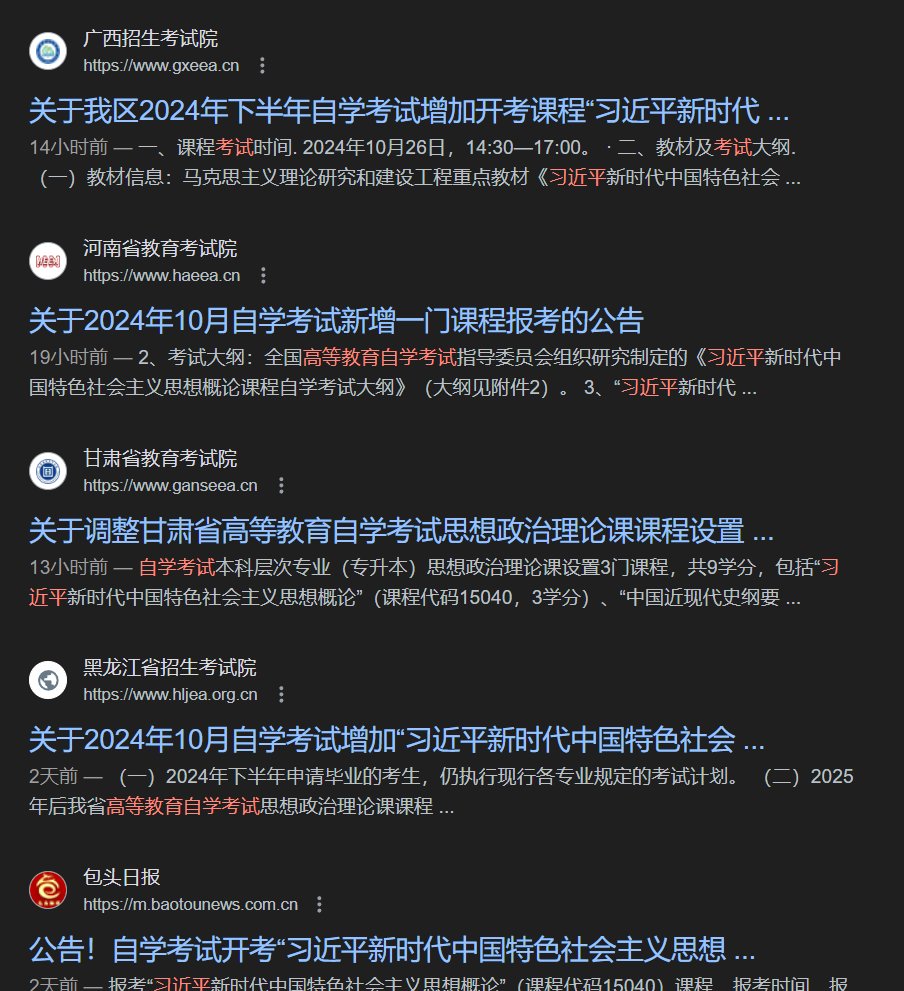 广西招生考试院
https://www.gxeea.cn
关于我区2024年下半年自学考试增加开考课程“习近平新时代 ...
14小时前 — 一、课程考试时间. 2024年10月26日，14:30—17:00。 · 二、教材及考试大纲.
（一）教材信息：马克思主义理论研究和建设工程重点教材《习近平新时代中国特色社会 ...
河南省教育考试院
https://www.haeea.cn
关于2024年10月自学考试新增一门课程报考的公告
19小时前 — 2、考试大纲：全国高等教育自学考试指导委员会组织研究制定的《习近平新时代中
国特色社会主义思想概论课程自学考试大纲》（大纲见附件2）。 3、“习近平新时代 ...
甘肃省教育考试院
https://www.ganseea.cn
关于调整甘肃省高等教育自学考试思想政治理论课课程设置 ...
13小时前 — 自学考试本科层次专业（专升本）思想政治理论课设置3门课程，共9学分，包括“习
近平新时代中国特色社会主义思想概论”（课程代码15040，3学分）、“中国近现代史纲要 ...
黑龙江省招生考试院
https://www.hljea.org.cn
关于2024年10月自学考试增加“习近平新时代中国特色社会 ...
2天前 — （一）2024年下半年申请毕业的考生，仍执行现行各专业规定的考试计划。 （二）2025
年后我省高等教育自学考试思想政治理论课课程 ...
包头日报
https://m.baotounews.com.cn
公告！自学考试开考“习近平新时代中国特色社会主义思想 ...
2天前 — 报考“习近平新时代中国特色社会主义思想概论”（课程代码15040）课程，报考时间、报